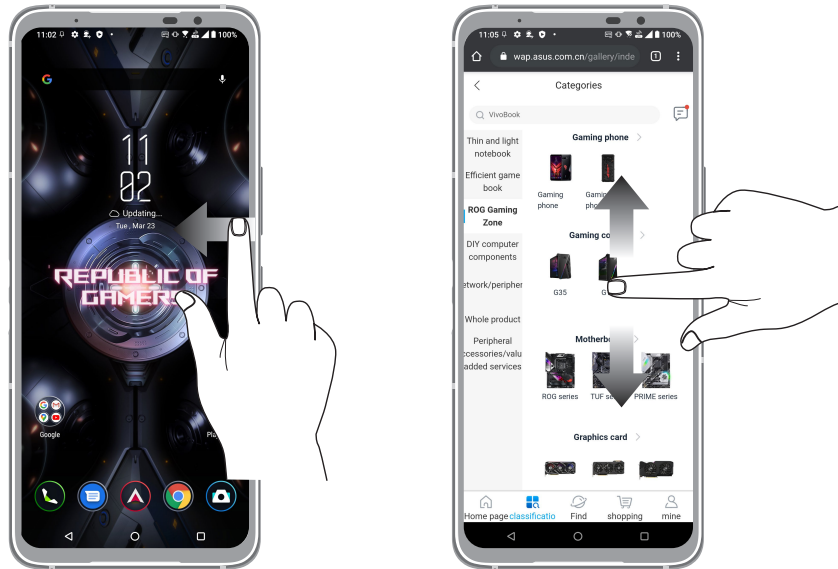 11:02
100%
11
02
Updating...
Tue , Mar 23
REPUBLIC OF
GAMERS
Google
11:05
100%
wap.asus.com.cn/gallery/inde
1
Categories
VivoBook
Thin and light
notebook
Efficient game
book
ROG Gaming
Zone
DIY computer
components
etwork/peripher
Whole product
Peripheral
ccessories/valu
added services
Gaming phone
Gaming
phone
Gaming co
G35
Motherbo
ROG series
TUF se
PRIME series
Graphics card
Home page
classificatio
Find
shopping
mine